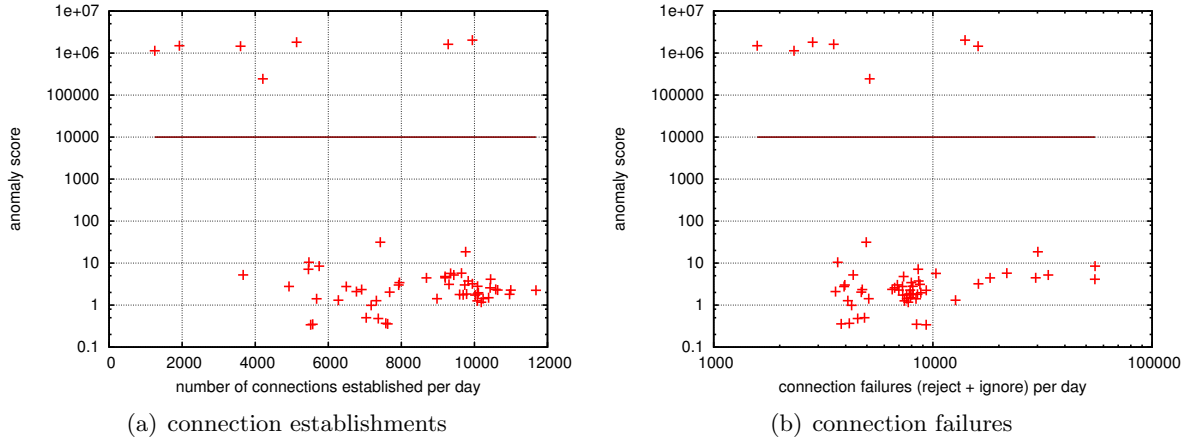 1e+07
1e+06
100000
10000
1000
100
10
1
0.1
anomaly score
0 2000 4000 6000 8000 10000 12000
number of connections established per day
(a) connection establishments
1e+07
1e+06
100000
10000
1000
100
10
1
0.1
anomaly score
1000 10000 100000
connection failures (reject + ignore) per day
(b) connection failures